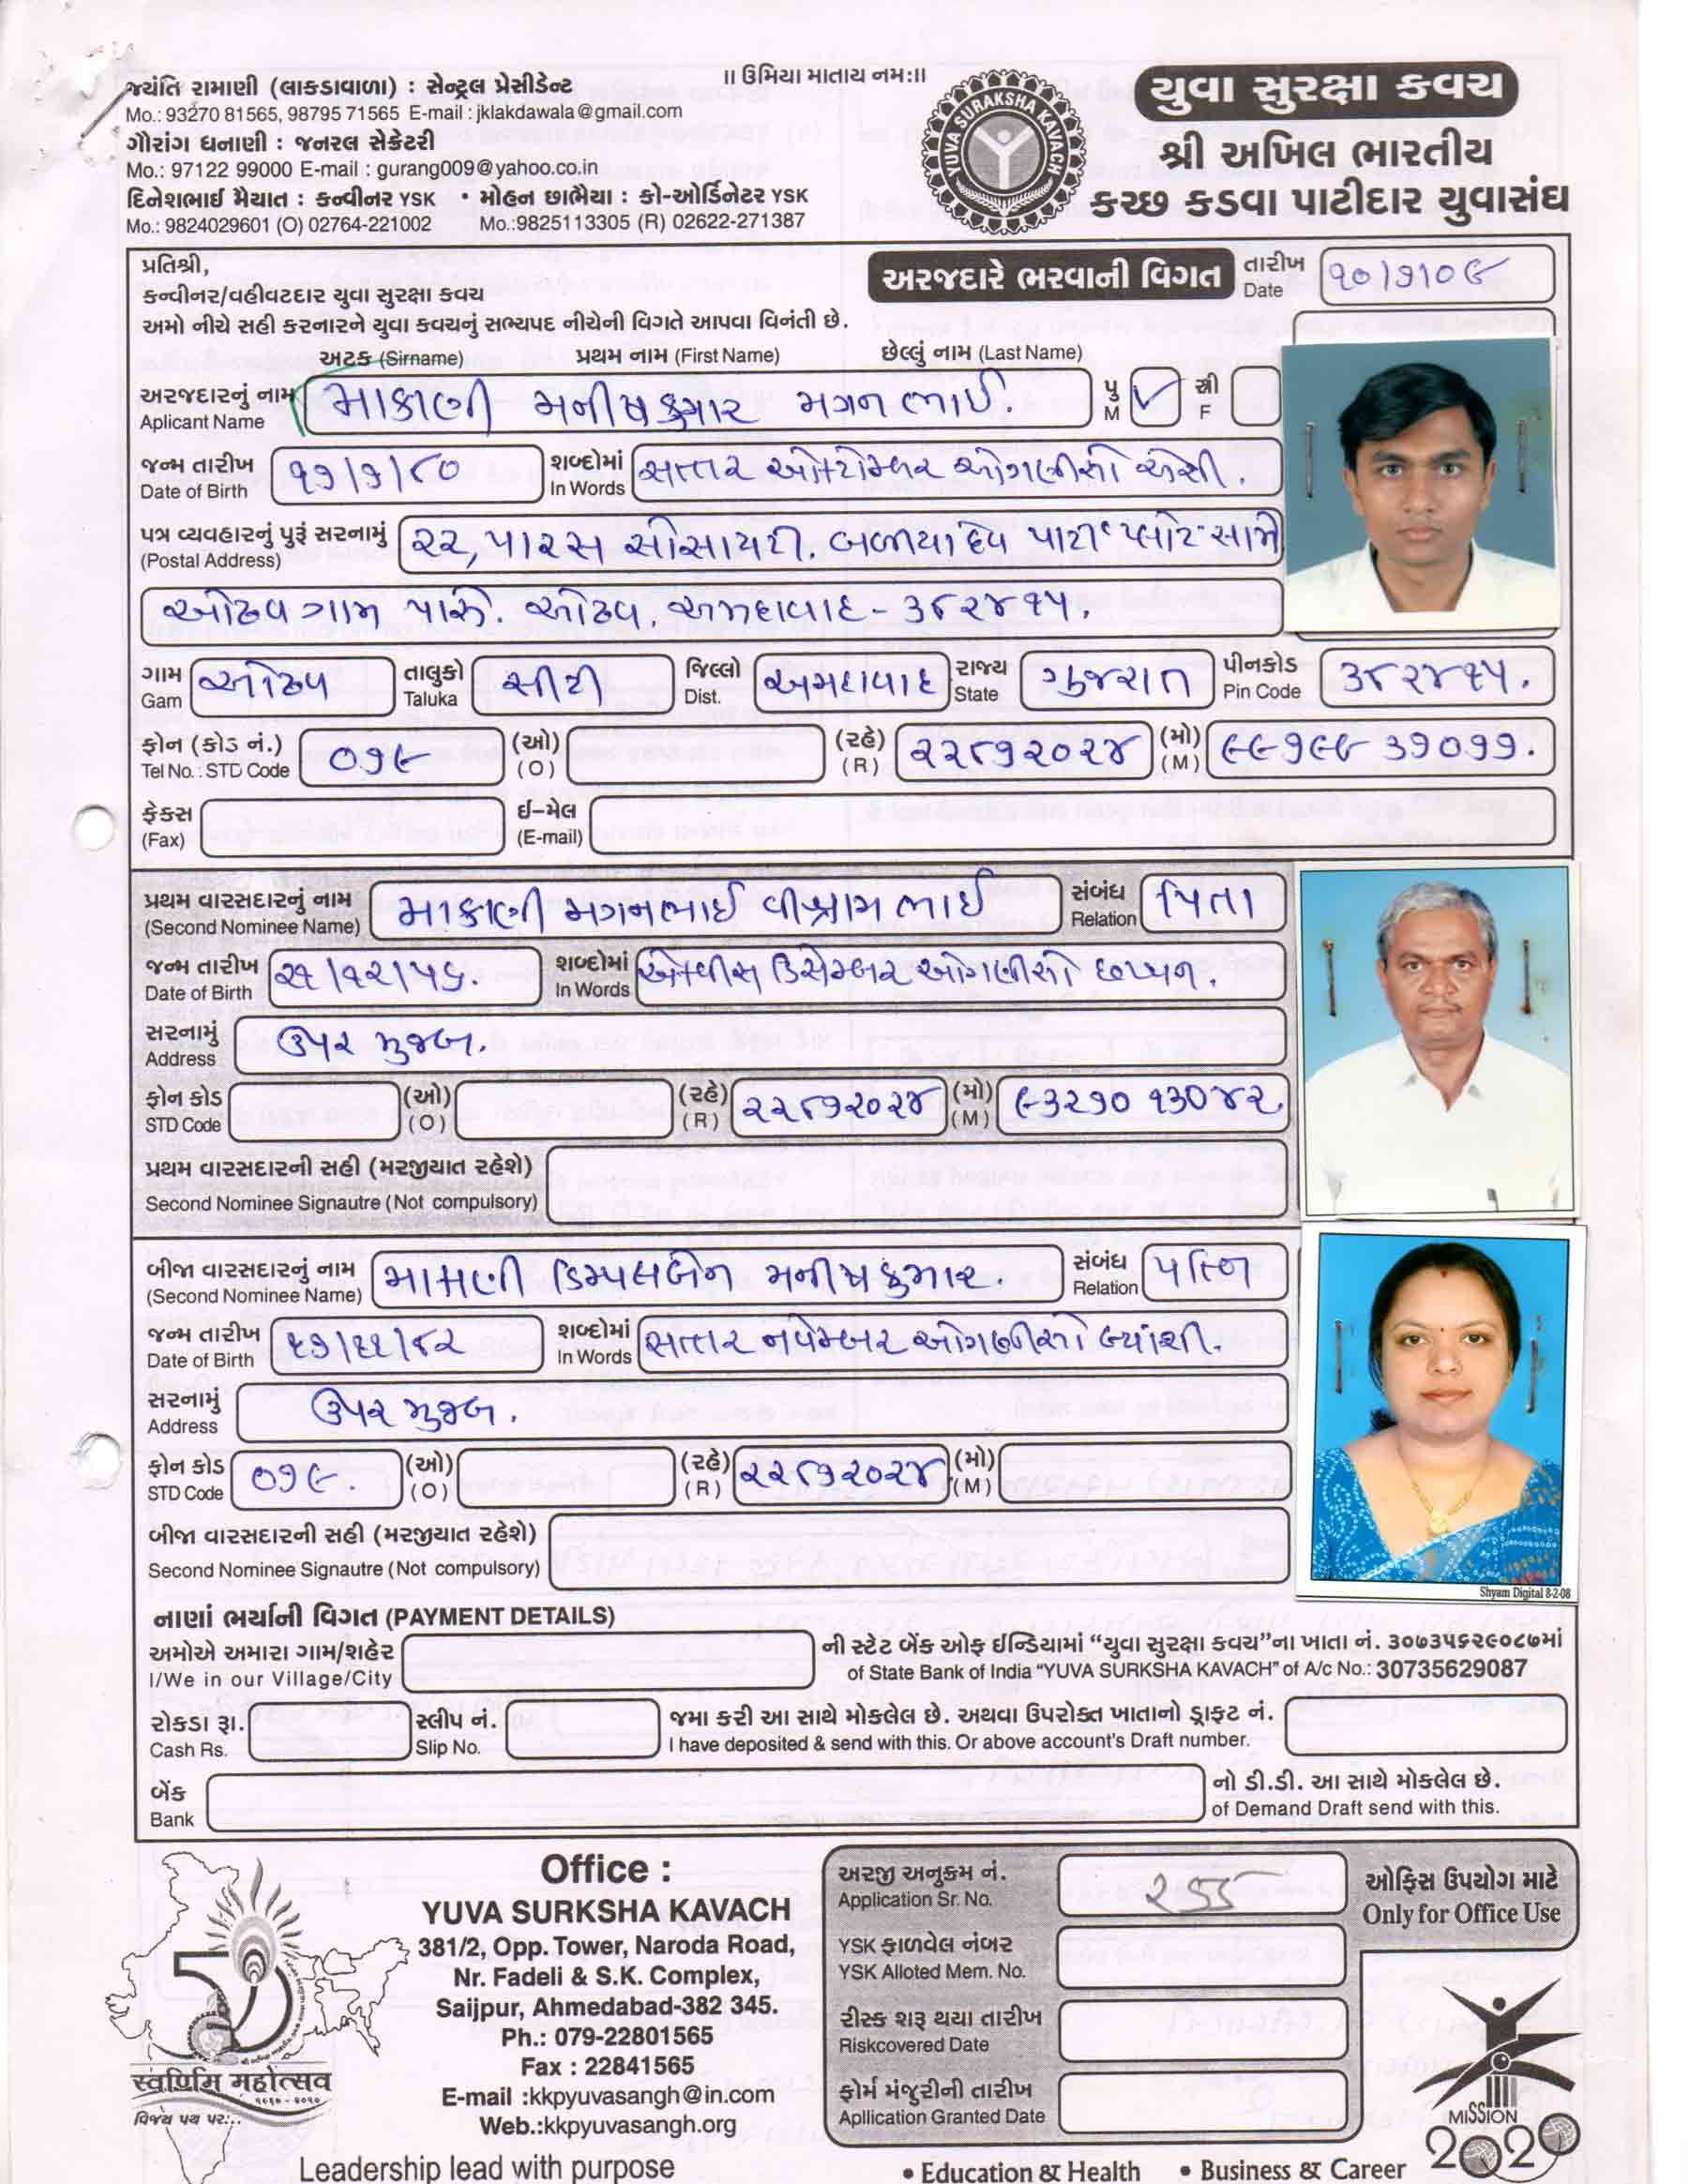 ॥ ઉમિયા માતાય નમઃ॥
જ્યંતિ રામાણી (લાકડાવાળા) : સેન્ટ્રલ પ્રેસીડેન્ટ
Mo.: 93270 81565, 98795 71565 E-mail : jklakdawala@gmail.com
ગૌરાંગ ધનાણી : જનરલ સેક્રેટરી
Mo.: 97122 99000 E-mail : gurang009@yahoo.co.in
દિનેશભાઈ મૈયાત : કન્વીનર YSK • મોહન છાભૈયા : કો-ઓર્ડિનેટર YSK
Mo.: 9824029601 (O) 02764-221002 Mo.:9825113305 (R) 02622-271387
YUVA SURAKSHA KAVACH
યુવા સુરક્ષા કવચ
શ્રી અખિલ ભારતીય
કચ્છ કડવા પાટીદાર યુવાસંઘ
પ્રતિશ્રી,
અરજદારે ભરવાની વિગત તારીખ Date ૧૦/૭/૦૯
કન્વીનર/વહીવટદાર યુવા સુરક્ષા કવચ
અમો નીચે સહી કરનારને યુવા કવચનું સભ્યપદ નીચેની વિગતે આપવા વિનંતી છે.
અટક (Sirname) પ્રથમ નામ (First Name) છેલ્લું નામ (Last Name)
અરજદારનું નામ માકાણી મનીષકુમાર મગનભાઈ. પુ M ✓ સ્ત્રી F
Aplicant Name
જન્મ તારીખ Date of Birth ૧૭/૭/૮૦ શબ્દોમાં In Words સત્તર ઓગણીસો એંસી.
પત્ર વ્યવહારનું પુરૂં સરનામું (Postal Address) ૨૨, પારસ સોસાયટી. બળીયાદેવ પાર્ટી પ્લોટ સામે
ઓઢવ ગામ પાસે. ઓઢવ. અમદાવાદ - ૩૮૨૪૧૫.
ગામ Gam ઓઢવ તાલુકો Taluka સીટી જિલ્લો Dist. અમદાવાદ રાજ્ય State ગુજરાત પીનકોડ Pin Code ૩૮૨૪૧૫.
ફોન (કોડ નં.) Tel No. : STD Code ૦૭૯ (ઓ) (O) (રહે) (R) ૨૨૮૭૨૦૨૪ (મો) (M) ૯૯૭૯૯ ૩૭૦૧૧.
ફેક્સ (Fax) ઈ-મેલ (E-mail)
પ્રથમ વારસદારનું નામ (Second Nominee Name) માકાણી મગનભાઈ વીશ્રામભાઈ સંબંધ Relation પિતા
જન્મ તારીખ Date of Birth ૨૧/૧૨/૫૬. શબ્દોમાં In Words ડિસેમ્બર ઓગણીસો છપ્પન.
સરનામું Address ઉપર મુજબ.
ફોન કોડ STD Code (ઓ) (O) (રહે) (R) ૨૨૮૭૨૦૨૪ (મો) (M) ૯૩૨૭૦ ૧૩૦૪૨.
પ્રથમ વારસદારની સહી (મરજીયાત રહેશે)
Second Nominee Signautre (Not compulsory)
બીજા વારસદારનું નામ (Second Nominee Name) ડિમ્પલબેન મનીષકુમાર. સંબંધ Relation પત્નિ
જન્મ તારીખ Date of Birth ૧૭/૧૧/૮૨ શબ્દોમાં In Words સત્તર નવેમ્બર ઓગણીસો બ્યાંશી.
સરનામું Address ઉપર મુજબ.
ફોન કોડ STD Code ૦૭૯. (ઓ) (O) (રહે) (R) ૨૨૮૭૨૦૨૪ (મો) (M)
બીજા વારસદારની સહી (મરજીયાત રહેશે)
Second Nominee Signautre (Not compulsory)
Shyam Digital 8-2-08
નાણાં ભર્યાની વિગત (PAYMENT DETAILS)
અમોએ અમારા ગામ/શહેર ની સ્ટેટ બેંક ઓફ ઈન્ડિયામાં “યુવા સુરક્ષા કવચ”ના ખાતા નં. ૩૦૭૩૫૬૨૯૦૮૭માં
I/We in our Village/City of State Bank of India “YUVA SURKSHA KAVACH” of A/c No.: 30735629087
રોકડા રૂા. સ્લીપ નં. જમા કરી આ સાથે મોકલેલ છે. અથવા ઉપરોક્ત ખાતાનો ડ્રાફ્ટ નં.
Cash Rs. Slip No. I have deposited & send with this. Or above account's Draft number.
બેંક નો ડી.ડી. આ સાથે મોકલેલ છે.
Bank of Demand Draft send with this.
Office :
YUVA SURKSHA KAVACH
381/2, Opp. Tower, Naroda Road,
Nr. Fadeli & S.K. Complex,
Saijpur, Ahmedabad-382 345.
Ph.: 079-22801565
Fax : 22841565
E-mail :kkpyuvasangh@in.com
Web.:kkpyuvasangh.org
Leadership lead with purpose
स्वर्णिम महोत्सव
વિજય પથ પર...
અરજી અનુક્રમ નં.
Application Sr. No. ૨૬૬
ઓફિસ ઉપયોગ માટે
Only for Office Use
YSK ફાળવેલ નંબર
YSK Alloted Mem. No.
રીસ્ક શરૂ થયા તારીખ
Riskcovered Date
ફોર્મ મંજુરીની તારીખ
Apllication Granted Date
MISSION
2020
• Education & Health • Business & Career